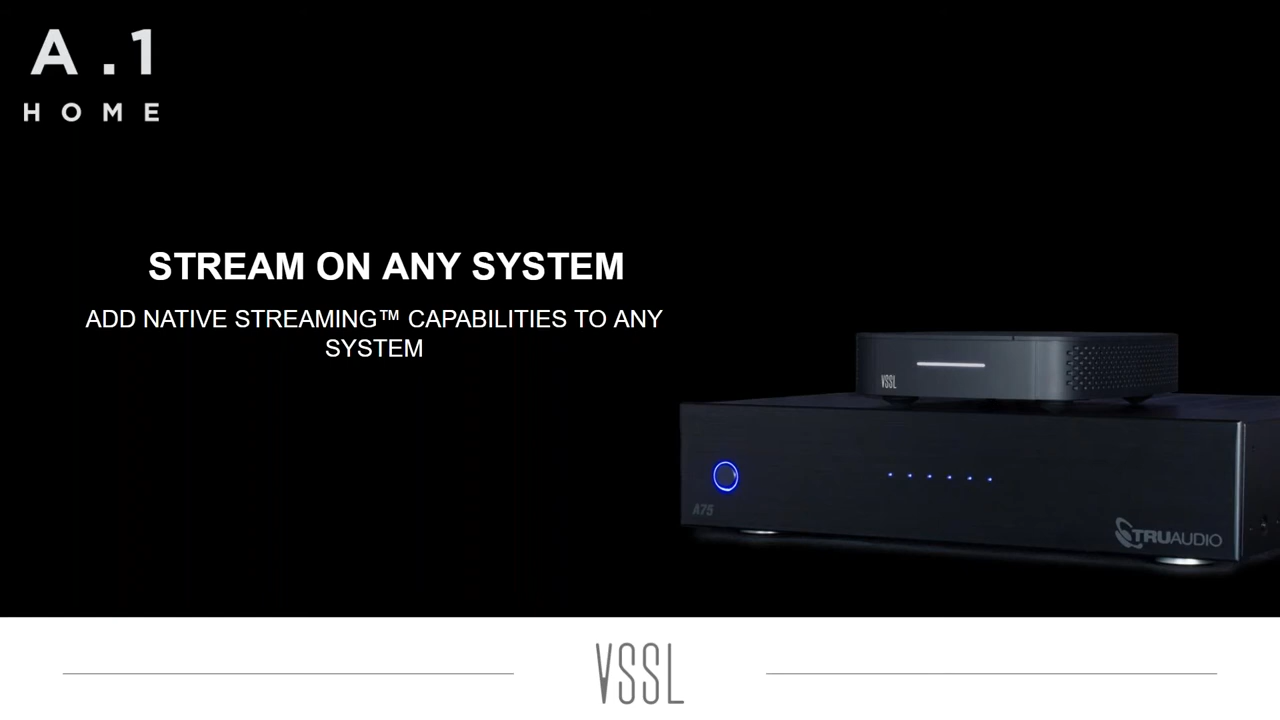 A .1
HOME
STREAM ON ANY SYSTEM
ADD NATIVE STREAMING™ CAPABILITIES TO ANY
SYSTEM
VSSL
A75
TRUAUDIO
VSSL